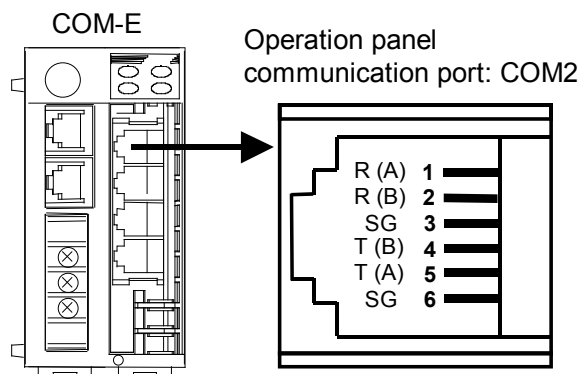 COM-E
Operation panel
communication port: COM2
R (A) 1
R (B) 2
SG 3
T (B) 4
T (A) 5
SG 6